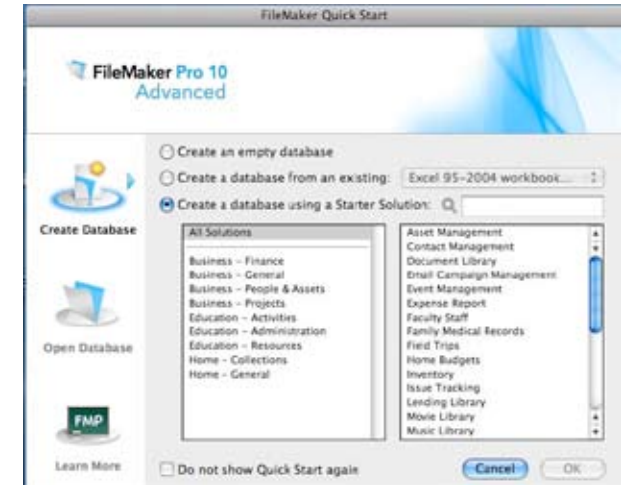 FileMaker Quick Start
FileMaker Pro 10
Advanced
Create Database
Open Database
FMP
Learn More
Create an empty database
Create a database from an existing: Excel 95-2004 workbook...
Create a database using a Starter Solution:
All Solutions
Business - Finance
Business - General
Business - People & Assets
Business - Projects
Education - Activities
Education - Administration
Education - Resources
Home - Collections
Home - General
Asset Management
Contact Management
Document Library
Email Campaign Management
Event Management
Expense Report
Faculty Staff
Family Medical Records
Field Trips
Home Budgets
Inventory
Issue Tracking
Lending Library
Movie Library
Music Library
Do not show Quick Start again
Cancel
OK